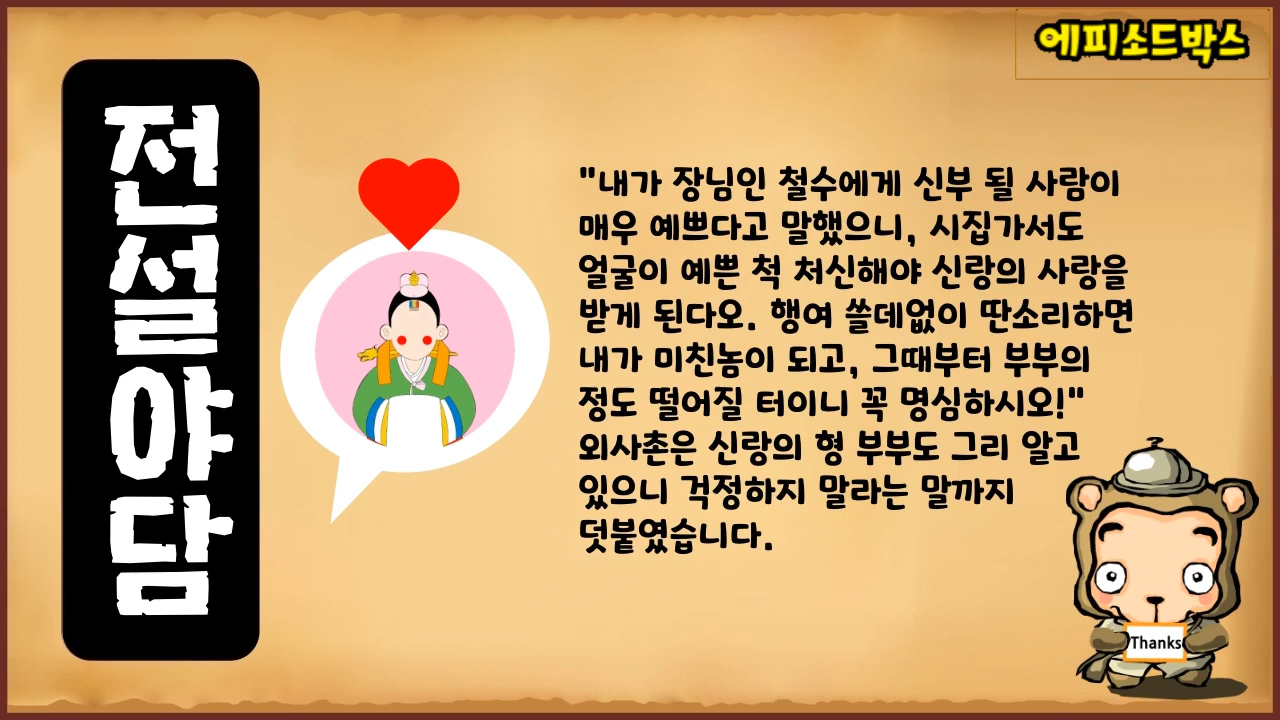 에피소드박스
전설야담
"내가 장님인 철수에게 신부 될 사람이
매우 예쁘다고 말했으니, 시집가서도
얼굴이 예쁜 척 처신해야 신랑의 사랑을
받게 된다오. 행여 쓸데없이 딴소리하면
내가 미친놈이 되고, 그때부터 부부의
정도 떨어질 터이니 꼭 명심하시오!"
외사촌은 신랑의 형 부부도 그리 알고
있으니 걱정하지 말라는 말까지
덧붙였습니다.
Thanks